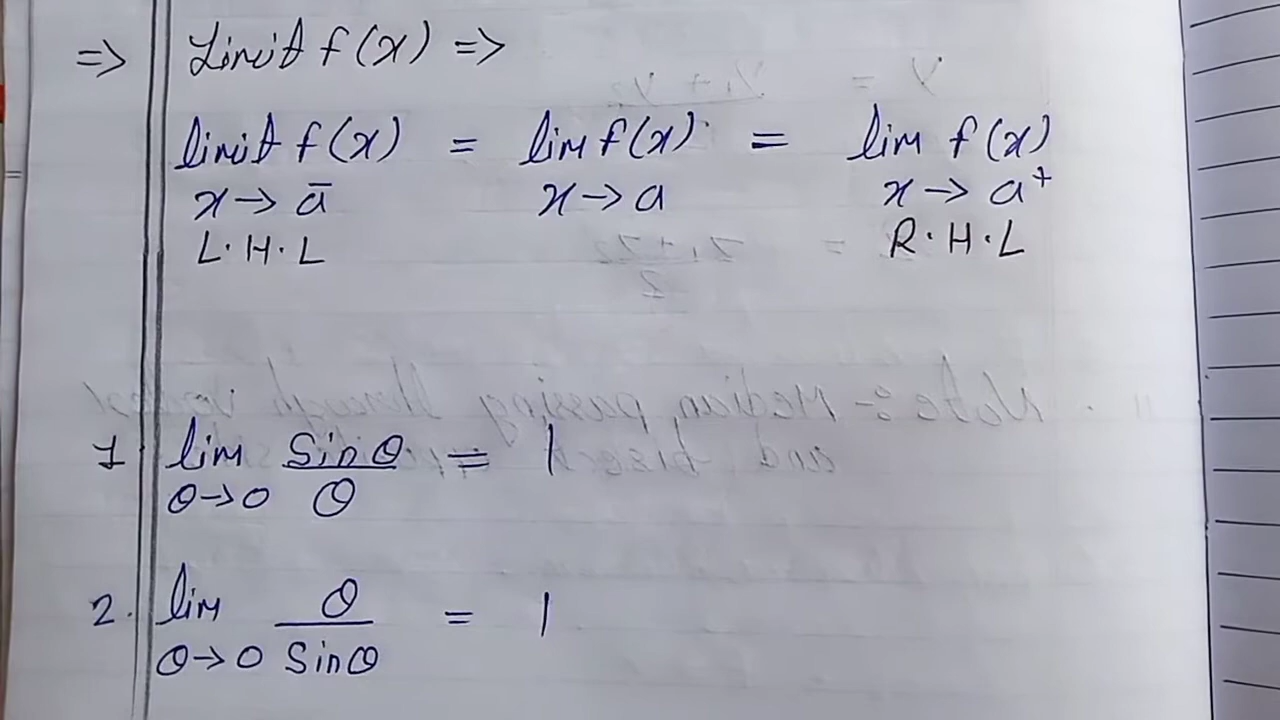 => Limit f(x) =>
limit f(x) = lim f(x) = lim f(x)
x→ā x→a x→a⁺
L.H.L R.H.L
1 lim Sinθ = 1
θ→0 θ
2. lim θ = 1
θ→0 Sinθ